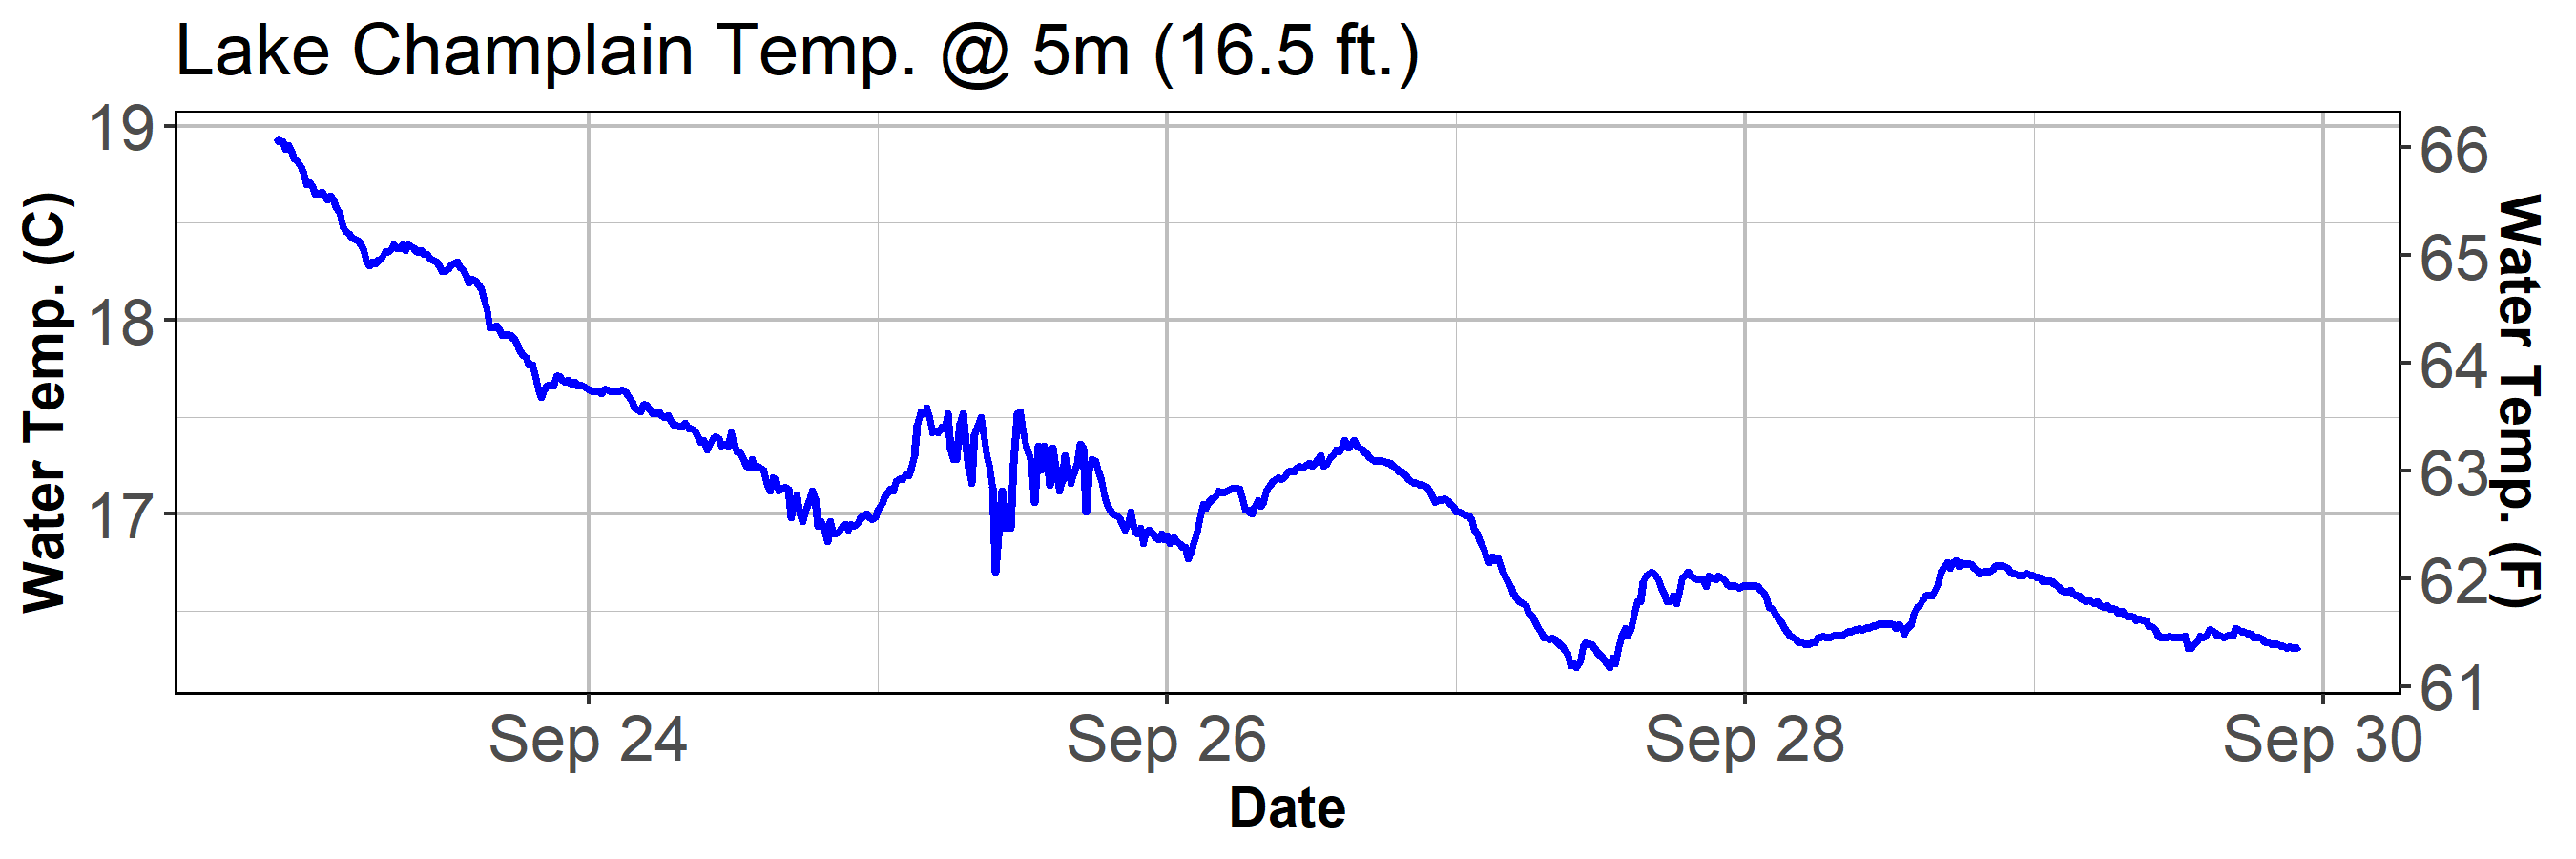 Lake Champlain Temp. @ 5m (16.5 ft.)
Water Temp. (C)
19
18
17
66
65
64
63
62
61
Water Temp. (F)
Sep 24 Sep 26 Sep 28 Sep 30
Date